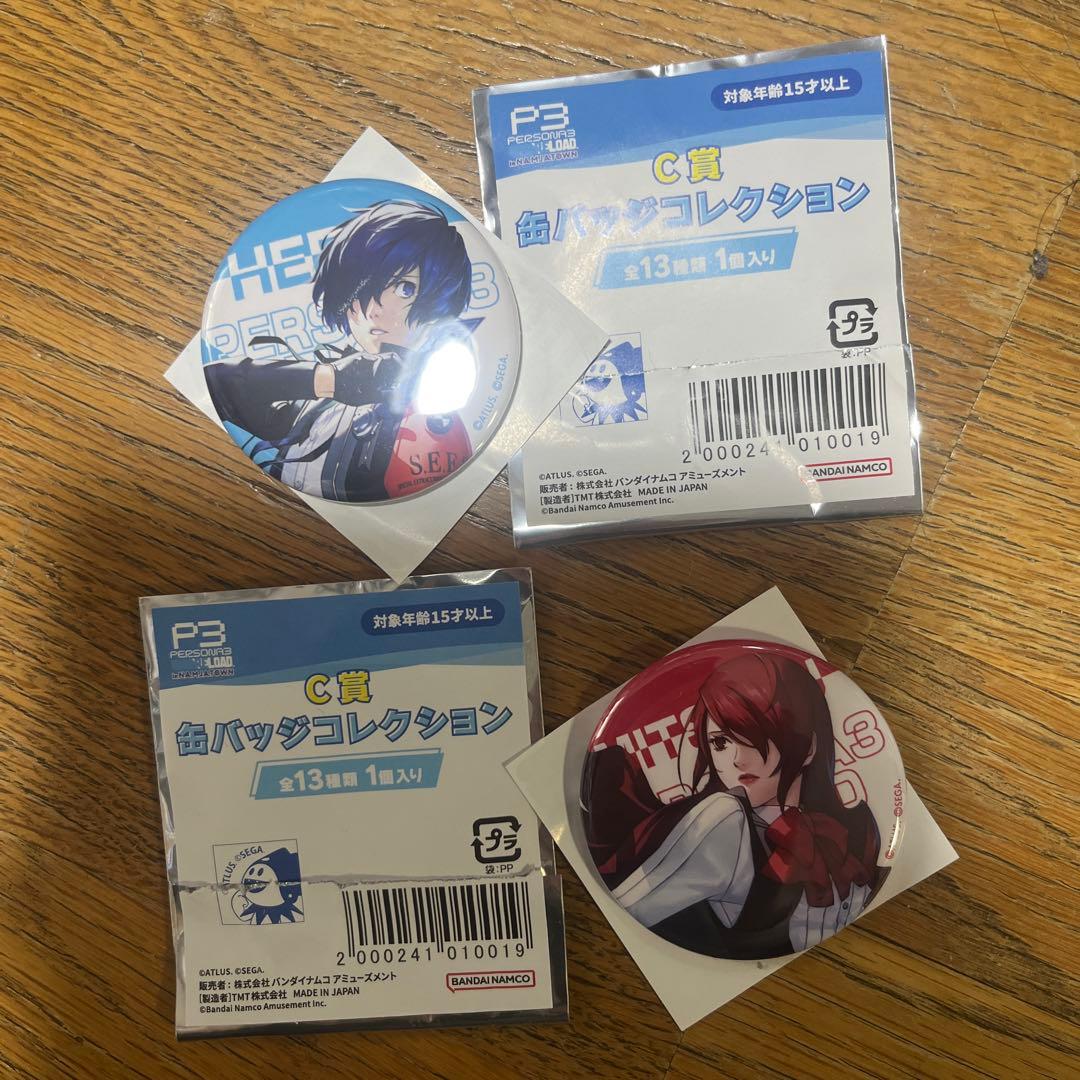 対象年齢15才以上
P3
PERSONA3
RELOAD
in NAMJATOWN
C賞
缶バッジコレクション
全13種類 1個入り
プラ
袋:PP
2 000241 010019
©ATLUS. ©SEGA.
販売者：株式会社 バンダイナムコ アミューズメント
[製造者]TMT株式会社 MADE IN JAPAN
©Bandai Namco Amusement Inc.
BANDAI NAMCO
©ATLUS. ©SEGA.
S.E.E
対象年齢15才以上
P3
PERSONA3
RELOAD
in NAMJATOWN
C賞
缶バッジコレクション
全13種類 1個入り
プラ
袋:PP
©ATLUS. ©SEGA.
2 000241 010019
©ATLUS. ©SEGA.
販売者：株式会社 バンダイナムコ アミューズメント
[製造者]TMT株式会社 MADE IN JAPAN
©Bandai Namco Amusement Inc.
BANDAI NAMCO
©ATLUS. ©SEGA.